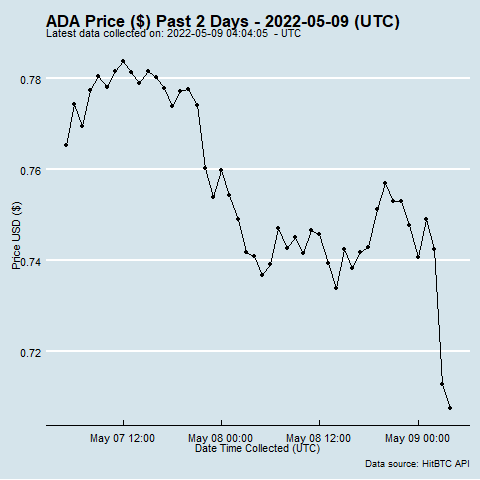 ADA Price ($) Past 2 Days - 2022-05-09 (UTC)
Latest data collected on: 2022-05-09 04:04:05 - UTC
Price USD ($)
0.78
0.76
0.74
0.72
May 07 12:00 May 08 00:00 May 08 12:00 May 09 00:00
Date Time Collected (UTC)
Data source: HitBTC API